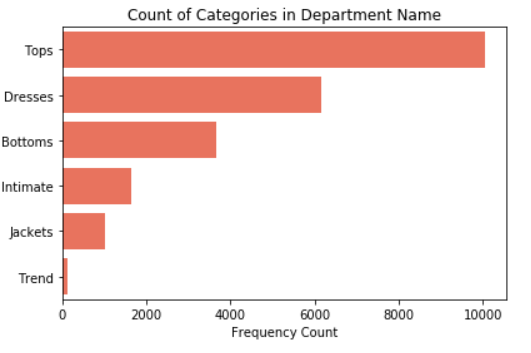 Count of Categories in Department Name
Tops
Dresses
Bottoms
Intimate
Jackets
Trend
0 2000 4000 6000 8000 10000
Frequency Count